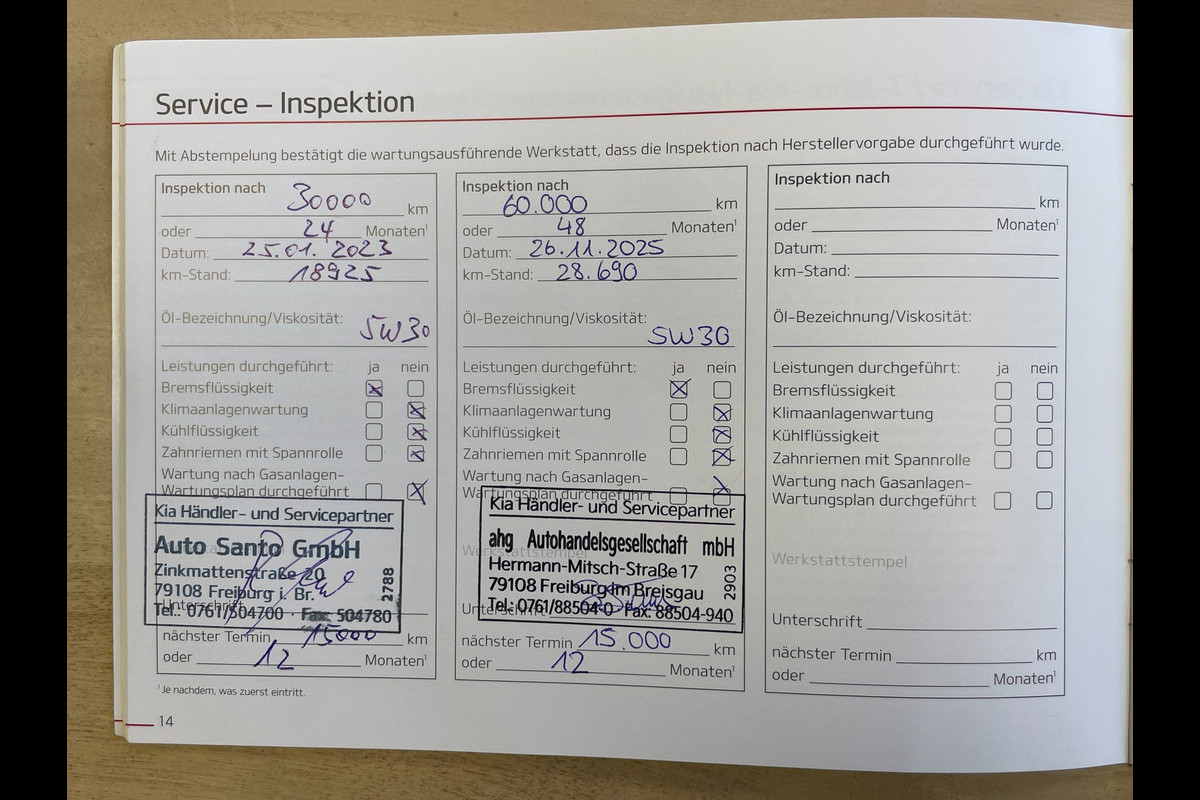 Service – Inspektion
Mit Abstempelung bestätigt die wartungsausführende Werkstatt, dass die Inspektion nach Herstellervorgabe durchgeführt wurde.
Inspektion nach
30000 km
oder 24 Monaten¹
Datum: 25.01.2023
km-Stand: 18925
Öl-Bezeichnung/Viskosität:
5W30
Leistungen durchgeführt: ja nein
Bremsflüssigkeit
Klimaanlagenwartung
Kühlflüssigkeit
Zahnriemen mit Spannrolle
Wartung nach Gasanlagen-
Wartungsplan durchgeführt
Kia Händler- und Servicepartner
Auto Santo GmbH
Zinkmattenstraße 20
79108 Freiburg i. Br.
Tel.: 0761/504700 · Fax: 504780
2788
Unterschrift
nächster Termin 15000 km
oder 12 Monaten¹
Inspektion nach
60.000 km
oder 48 Monaten¹
Datum: 26.11.2025
km-Stand: 28.690
Öl-Bezeichnung/Viskosität:
5W30
Leistungen durchgeführt: ja nein
Bremsflüssigkeit
Klimaanlagenwartung
Kühlflüssigkeit
Zahnriemen mit Spannrolle
Wartung nach Gasanlagen-
Wartungsplan durchgeführt
Kia Händler- und Servicepartner
Werkstattstempel
ahg Autohandelsgesellschaft mbH
Hermann-Mitsch-Straße 17
79108 Freiburg im Breisgau
Tel.: 0761/88504-0 Fax: 88504-940
2903
Unterschrift
nächster Termin 15.000 km
oder 12 Monaten¹
Inspektion nach
km
oder Monaten¹
Datum:
km-Stand:
Öl-Bezeichnung/Viskosität:
Leistungen durchgeführt: ja nein
Bremsflüssigkeit
Klimaanlagenwartung
Kühlflüssigkeit
Zahnriemen mit Spannrolle
Wartung nach Gasanlagen-
Wartungsplan durchgeführt
Werkstattstempel
Unterschrift
nächster Termin km
oder Monaten¹
¹ Je nachdem, was zuerst eintritt.
14